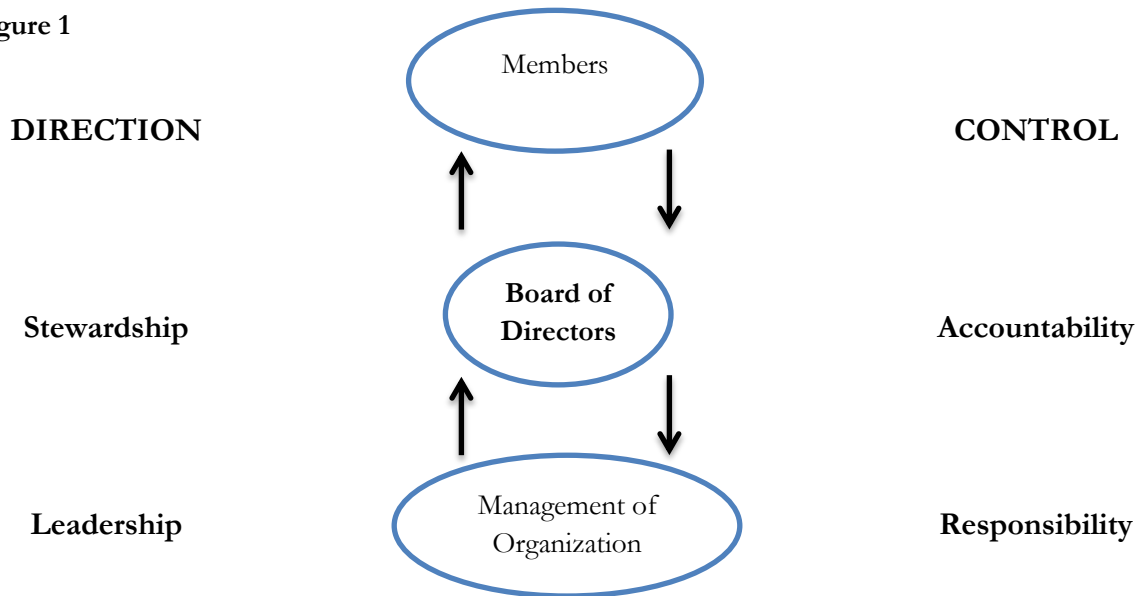 gure 1
Members
DIRECTION
CONTROL
Board of
Directors
Stewardship
Accountability
Management of
Organization
Leadership
Responsibility